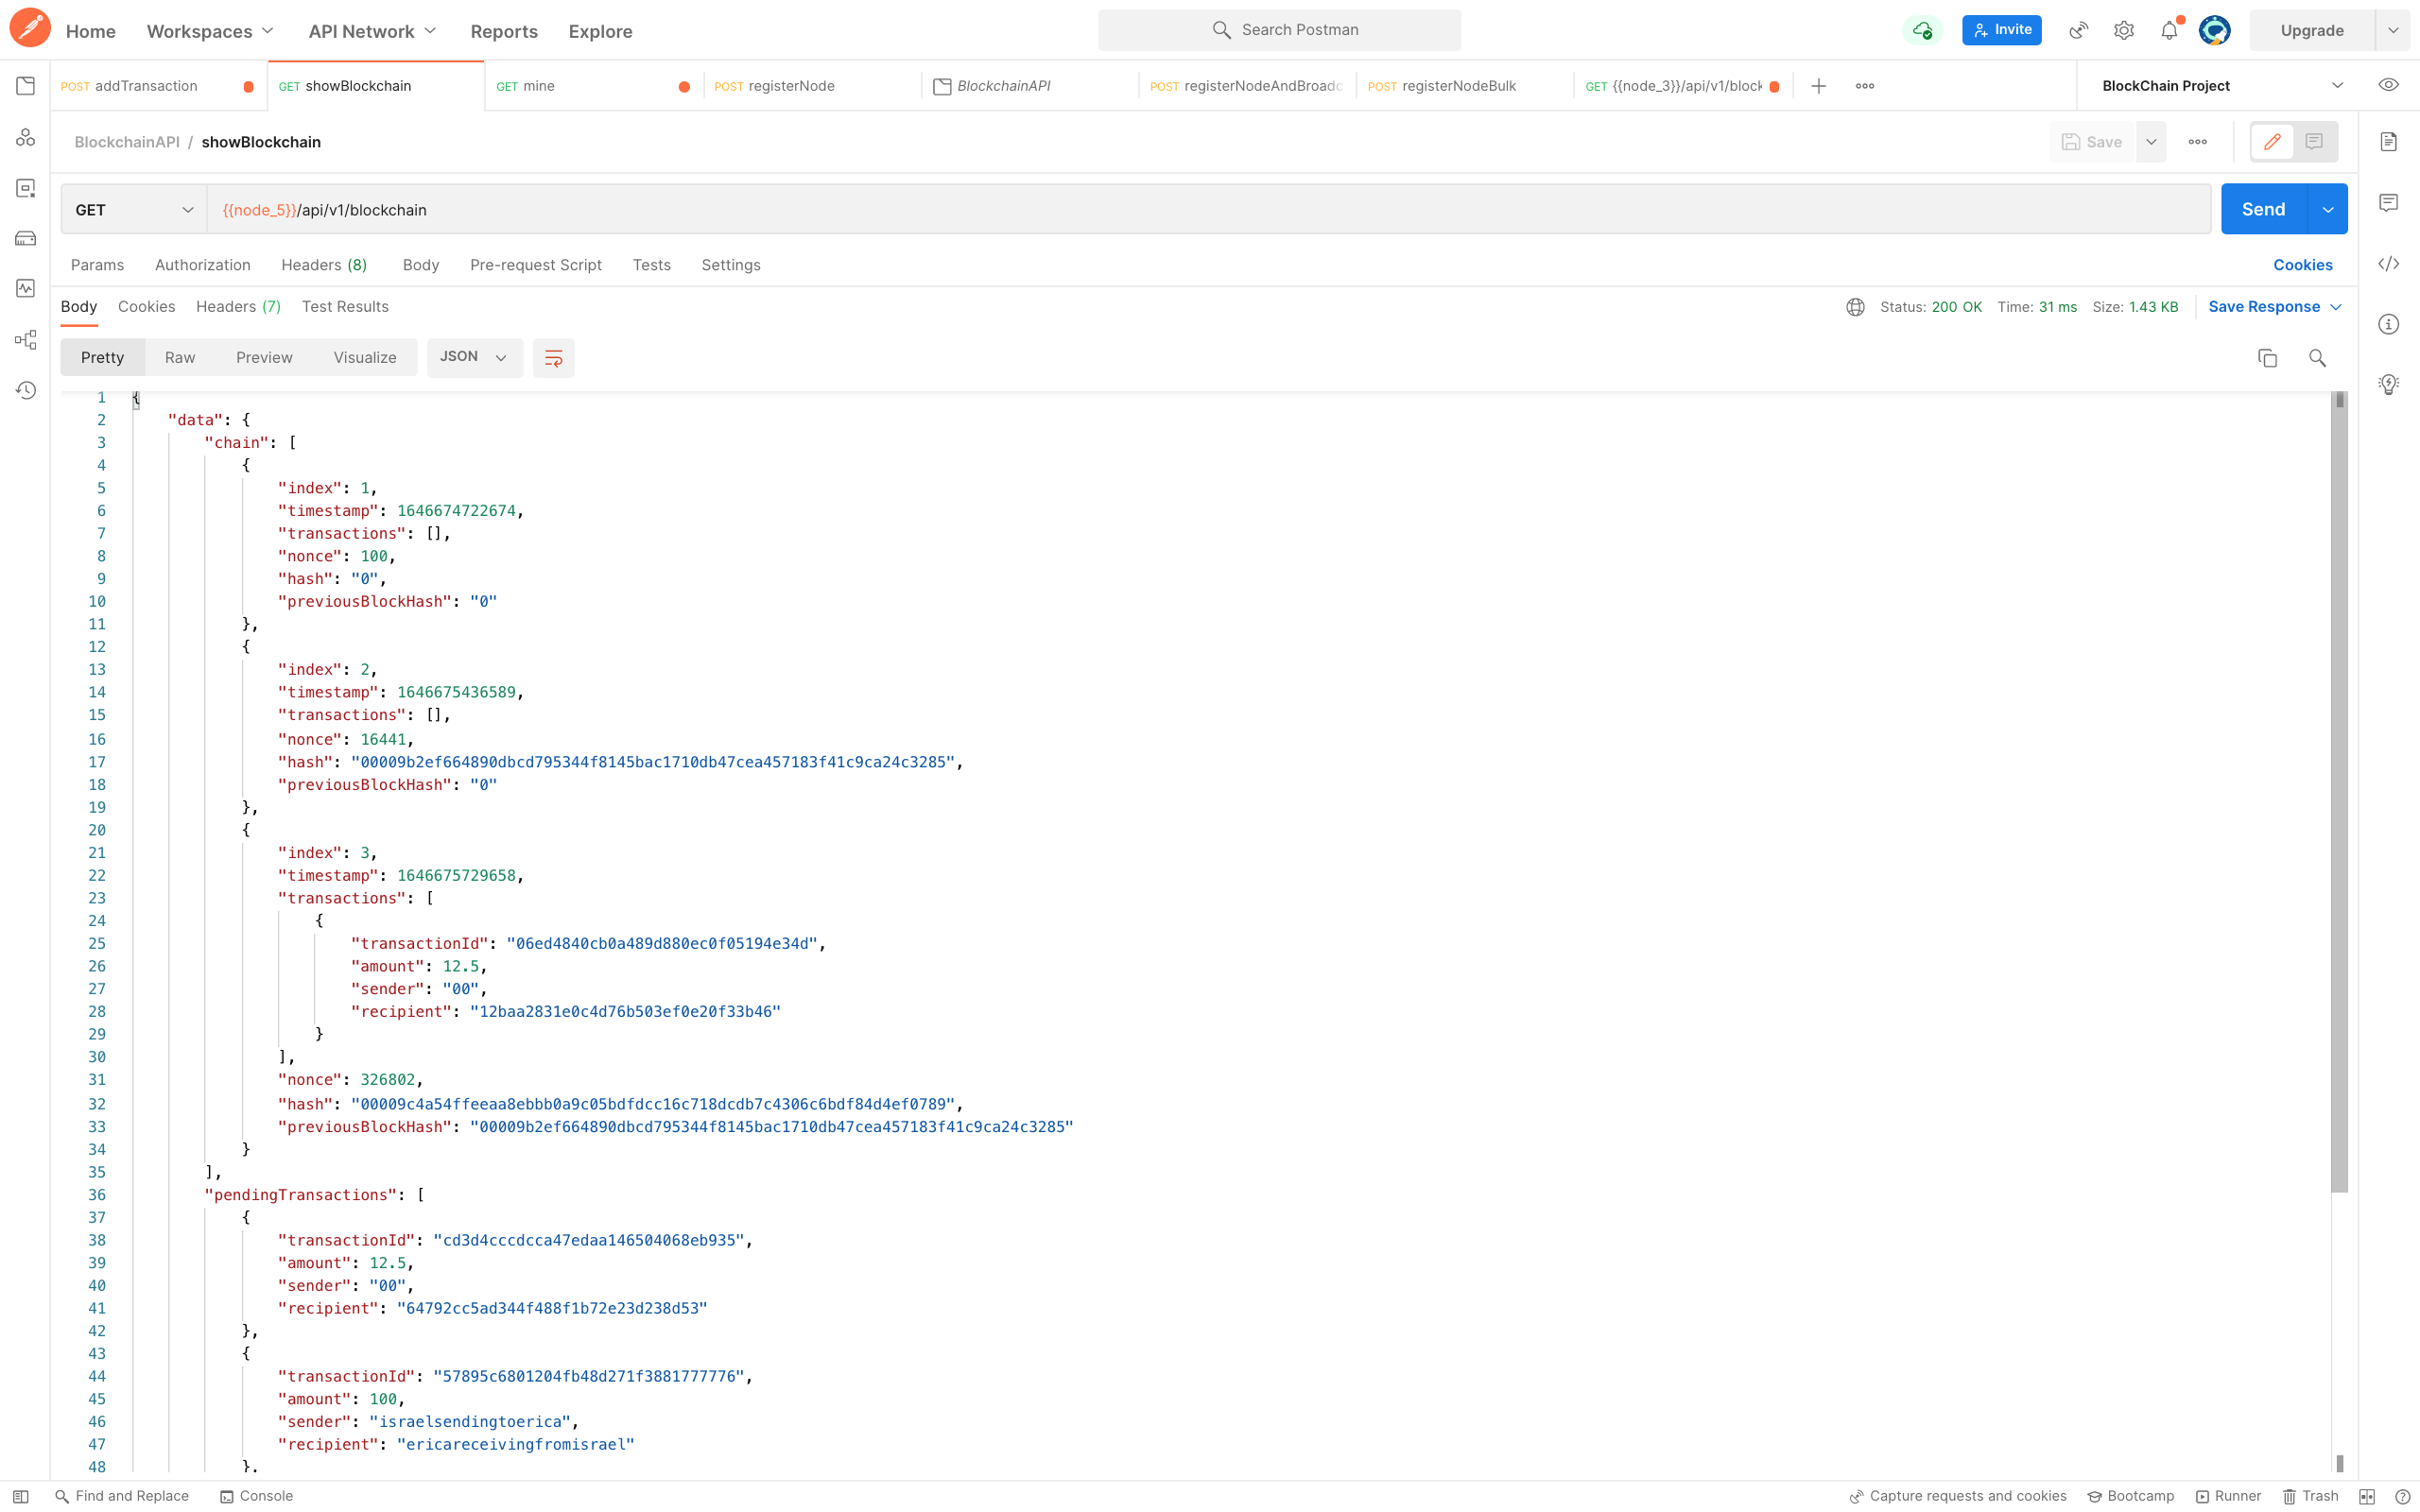 Home Workspaces API Network Reports Explore Search Postman Invite Upgrade
POST addTransaction GET showBlockchain GET mine POST registerNode BlockchainAPI POST registerNodeAndBroadc POST registerNodeBulk GET {{node_3}}/api/v1/block BlockChain Project
BlockchainAPI / showBlockchain Save
GET {{node_5}}/api/v1/blockchain Send
Params Authorization Headers (8) Body Pre-request Script Tests Settings Cookies
Body Cookies Headers (7) Test Results Status: 200 OK Time: 31 ms Size: 1.43 KB Save Response
Pretty Raw Preview Visualize JSON
1 {
2 "data": {
3 "chain": [
4 {
5 "index": 1,
6 "timestamp": 1646674722674,
7 "transactions": [],
8 "nonce": 100,
9 "hash": "0",
10 "previousBlockHash": "0"
11 },
12 {
13 "index": 2,
14 "timestamp": 1646675436589,
15 "transactions": [],
16 "nonce": 16441,
17 "hash": "00009b2ef664890dbcd795344f8145bac1710db47cea457183f41c9ca24c3285",
18 "previousBlockHash": "0"
19 },
20 {
21 "index": 3,
22 "timestamp": 1646675729658,
23 "transactions": [
24 {
25 "transactionId": "06ed4840cb0a489d880ec0f05194e34d",
26 "amount": 12.5,
27 "sender": "00",
28 "recipient": "12baa2831e0c4d76b503ef0e20f33b46"
29 }
30 ],
31 "nonce": 326802,
32 "hash": "00009c4a54ffeeaa8ebbb0a9c05bdfdcc16c718dcdb7c4306c6bdf84d4ef0789",
33 "previousBlockHash": "00009b2ef664890dbcd795344f8145bac1710db47cea457183f41c9ca24c3285"
34 }
35 ],
36 "pendingTransactions": [
37 {
38 "transactionId": "cd3d4cccdcca47edaa146504068eb935",
39 "amount": 12.5,
40 "sender": "00",
41 "recipient": "64792cc5ad344f488f1b72e23d238d53"
42 },
43 {
44 "transactionId": "57895c6801204fb48d271f3881777776",
45 "amount": 100,
46 "sender": "israelsendingtoerica",
47 "recipient": "ericareceivingfromisrael"
48 },
Find and Replace Console Capture requests and cookies Bootcamp Runner Trash